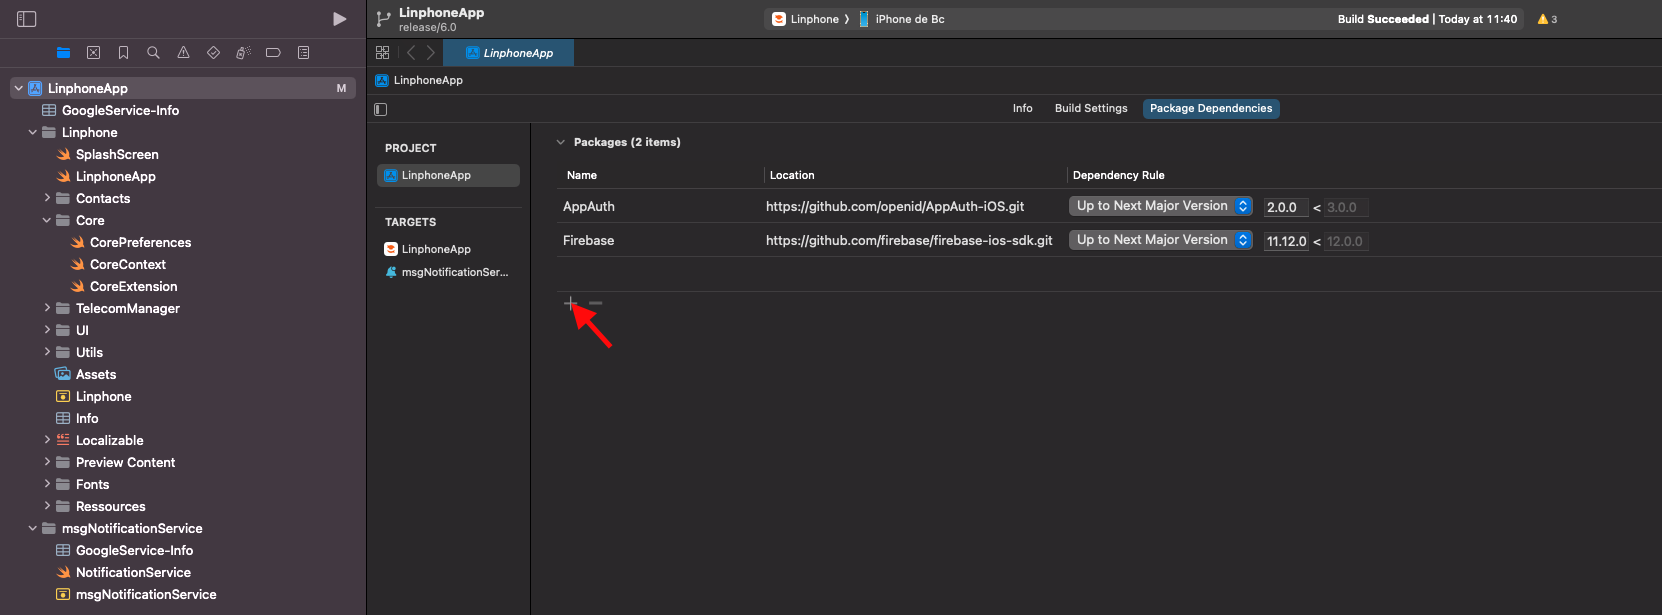 LinphoneApp
release/6.0
Linphone ❭ iPhone de Bc
Build Succeeded | Today at 11:40
3
LinphoneApp M
GoogleService-Info
Linphone
SplashScreen
LinphoneApp
Contacts
Core
CorePreferences
CoreContext
CoreExtension
TelecomManager
UI
Utils
Assets
Linphone
Info
Localizable
Preview Content
Fonts
Ressources
msgNotificationService
GoogleService-Info
NotificationService
msgNotificationService
LinphoneApp
LinphoneApp
Info Build Settings Package Dependencies
PROJECT
LinphoneApp
TARGETS
LinphoneApp
msgNotificationSer...
Packages (2 items)
Name Location Dependency Rule
AppAuth https://github.com/openid/AppAuth-iOS.git Up to Next Major Version 2.0.0 < 3.0.0
Firebase https://github.com/firebase/firebase-ios-sdk.git Up to Next Major Version 11.12.0 < 12.0.0